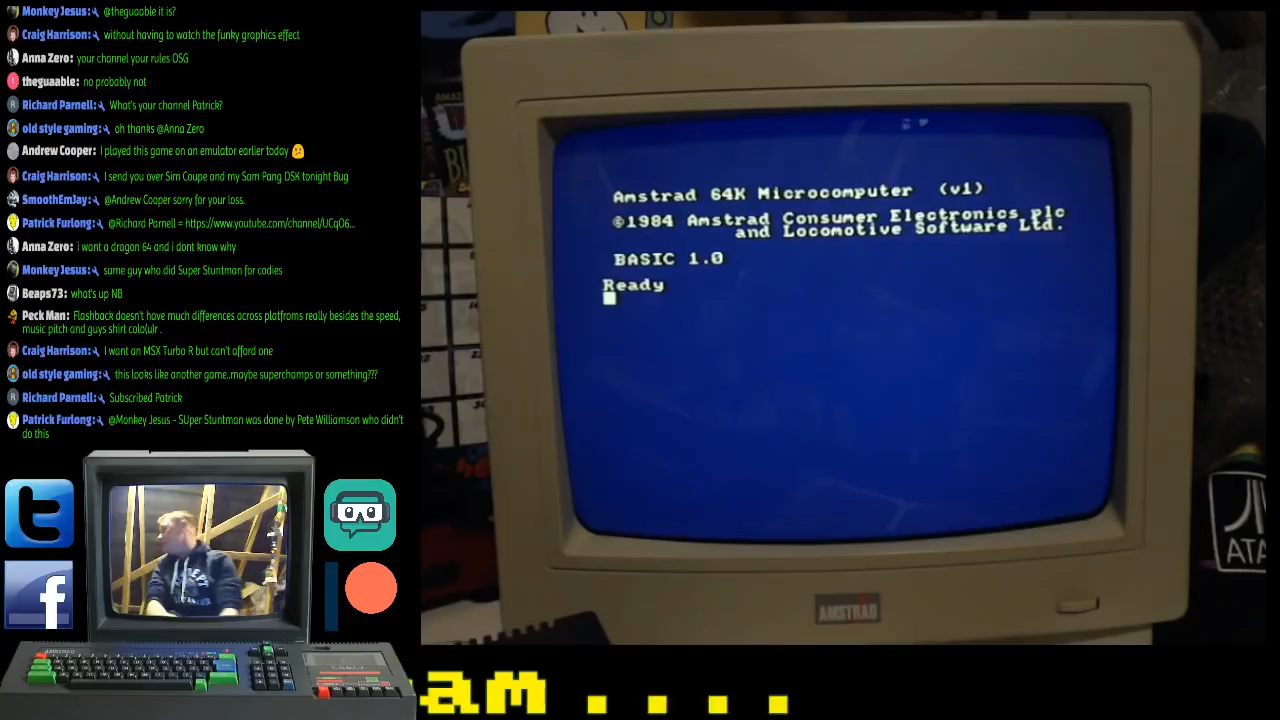 Monkey Jesus: @theguaable it is?
Craig Harrison: without having to watch the funky graphics effect
Anna Zero: your channel your rules OSG
theguaable: no probably not
Richard Parnell: What's your channel Patrick?
old style gaming: oh thanks @Anna Zero
Andrew Cooper: I played this game on an emulator earlier today
Craig Harrison: I send you over Sim Coupe and my Sam Pang DSK tonight Bug
SmoothEmJay: @Andrew Cooper sorry for your loss.
Patrick Furlong: @Richard Parnell = https://www.youtube.com/channel/UCqO6...
Anna Zero: i want a dragon 64 and i dont know why
Monkey Jesus: same guy who did Super Stuntman for codies
Beaps73: what's up NB
Peck Man: Flashback doesn't have much differences across platfroms really besides the speed,
music pitch and guys shirt colo(u)r .
Craig Harrison: I want an MSX Turbo R but can't afford one
old style gaming: this looks like another game..maybe superchamps or something???
Richard Parnell: Subscribed Patrick
Patrick Furlong: @Monkey Jesus - SUper Stuntman was done by Pete Williamson who didn't
do this
Amstrad 64K Microcomputer (v1)
©1984 Amstrad Consumer Electronics plc
and Locomotive Software Ltd.
BASIC 1.0
Ready
AMSTRAD
ATA
am . . . .